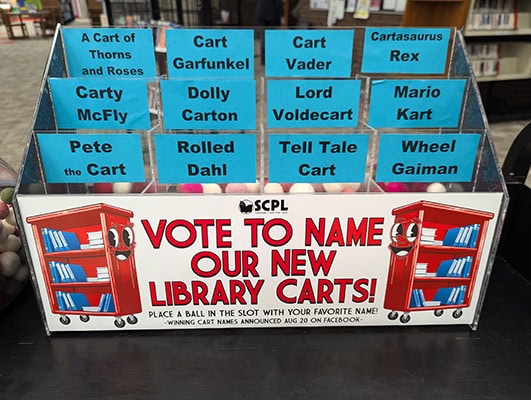 A Cart of
Thorns
and Roses
Cart
Garfunkel
Cart
Vader
Cartasaurus
Rex
Carty
McFly
Dolly
Carton
Lord
Voldecart
Mario
Kart
Pete
the Cart
Rolled
Dahl
Tell Tale
Cart
Wheel
Gaiman
SCPL
VOTE TO NAME
OUR NEW
LIBRARY CARTS!
PLACE A BALL IN THE SLOT WITH YOUR FAVORITE NAME!
-WINNING CART NAMES ANNOUNCED AUG 20 ON FACEBOOK-